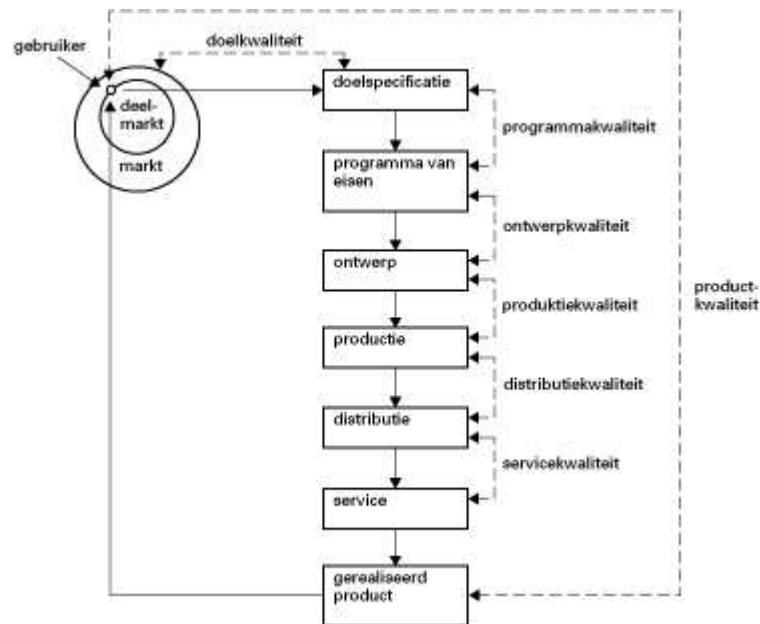 doelkwaliteit
gebruiker
doelspecificatie
deel-
markt
programmakwaliteit
markt
programma van
eisen
ontwerpkwaliteit
ontwerp
product-
kwaliteit
produktiekwaliteit
productie
distributiekwaliteit
distributie
servicekwaliteit
service
gerealiseerd
product